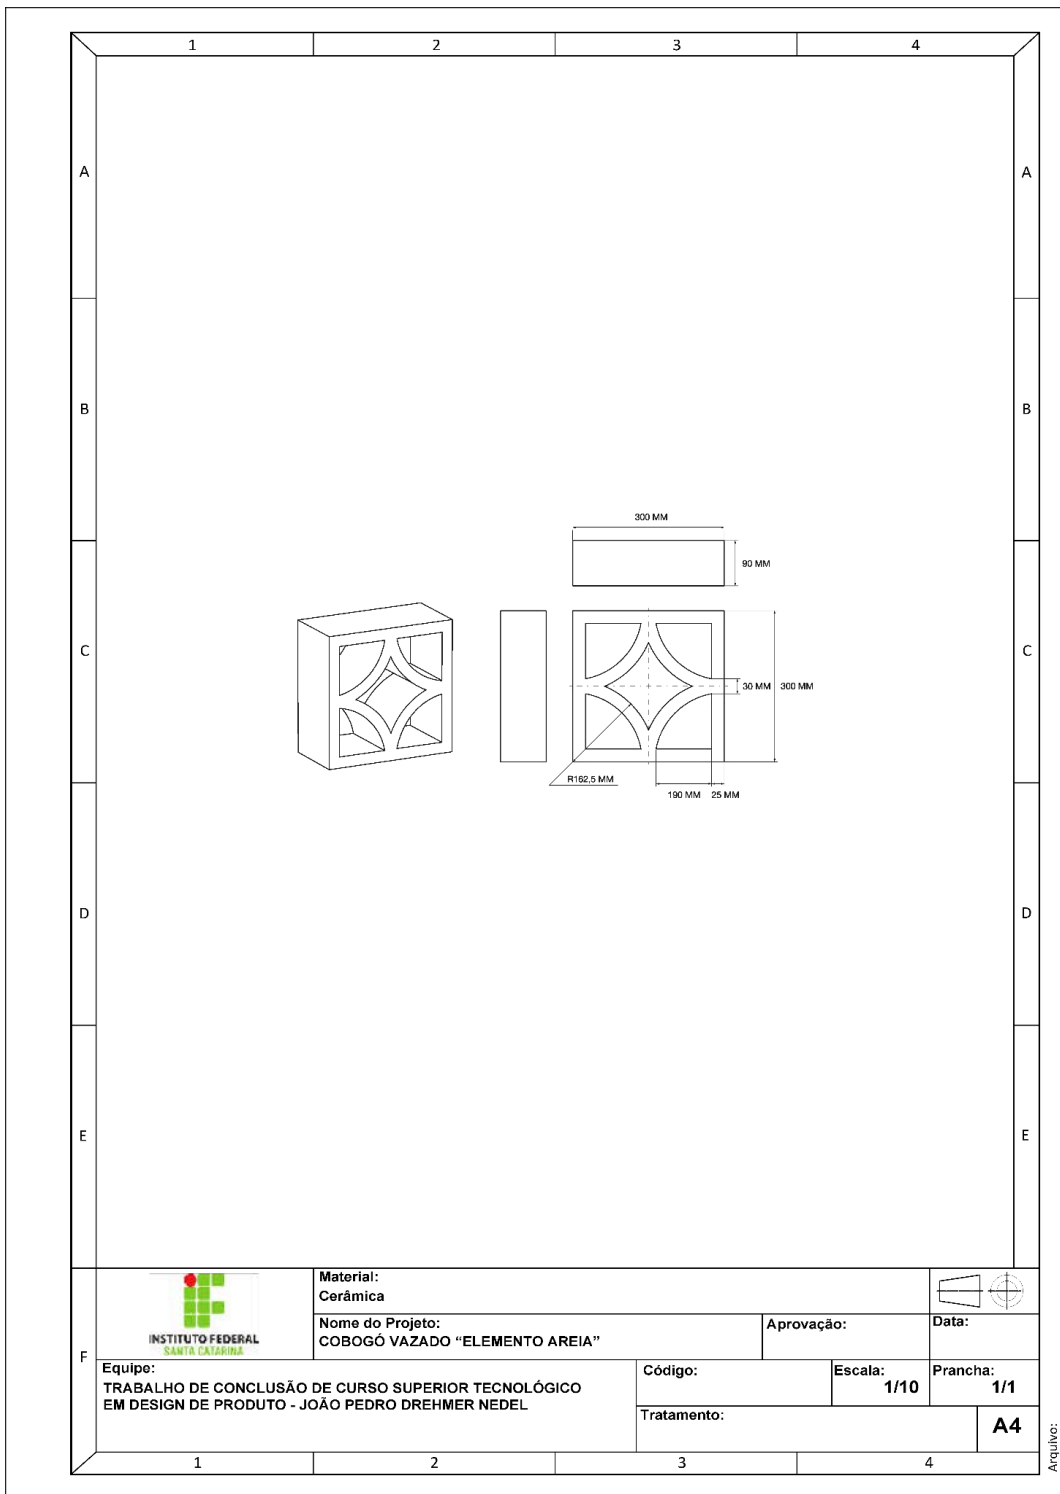 1 2 3 4
A A
B B
300 MM
90 MM
C C
30 MM 300 MM
R162,5 MM
190 MM 25 MM
D D
E E
Material:
Cerâmica
INSTITUTO FEDERAL
SANTA CATARINA
Nome do Projeto:
COBOGÓ VAZADO “ELEMENTO AREIA”
Aprovação:
Data:
F
Equipe:
TRABALHO DE CONCLUSÃO DE CURSO SUPERIOR TECNOLÓGICO
EM DESIGN DE PRODUTO - JOÃO PEDRO DREHMER NEDEL
Código:
Escala:
1/10
Prancha:
1/1
Tratamento:
A4
Arquivo:
1 2 3 4